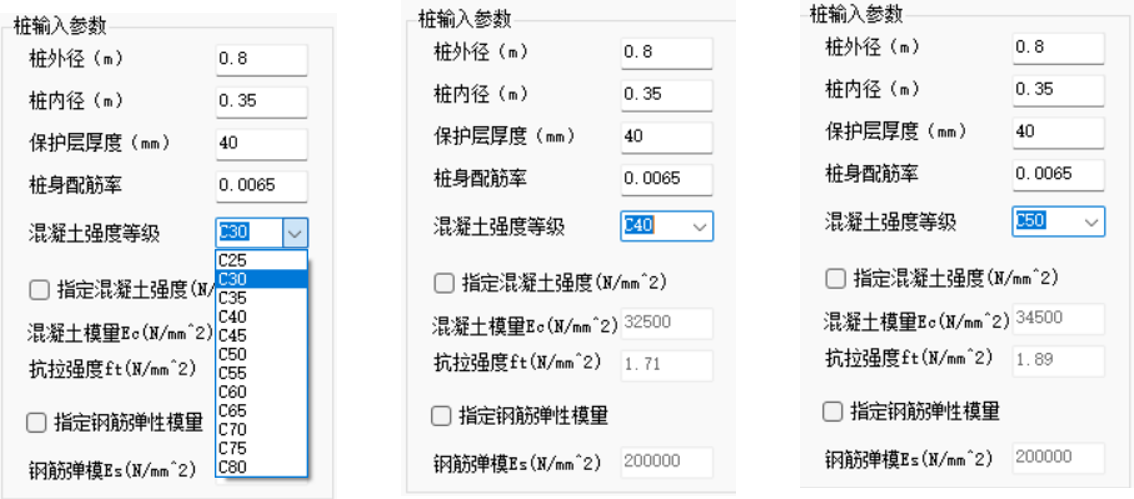 桩输入参数
桩外径（m） 0.8
桩内径（m） 0.35
保护层厚度（mm） 40
桩身配筋率 0.0065
混凝土强度等级 C30
C25
C30
指定混凝土强度(N/
C35
C40
混凝土模量Ec(N/mm^2)
C45
C50
抗拉强度ft(N/mm^2)
C55
C60
C65
指定钢筋弹性模量
C70
C75
钢筋弹模Es(N/mm^2)
C80
桩输入参数
桩外径（m） 0.8
桩内径（m） 0.35
保护层厚度（mm） 40
桩身配筋率 0.0065
混凝土强度等级 C40
指定混凝土强度(N/mm^2)
混凝土模量Ec(N/mm^2) 32500
抗拉强度ft(N/mm^2) 1.71
指定钢筋弹性模量
钢筋弹模Es(N/mm^2) 200000
桩输入参数
桩外径（m） 0.8
桩内径（m） 0.35
保护层厚度（mm） 40
桩身配筋率 0.0065
混凝土强度等级 C50
指定混凝土强度(N/mm^2)
混凝土模量Ec(N/mm^2) 34500
抗拉强度ft(N/mm^2) 1.89
指定钢筋弹性模量
钢筋弹模Es(N/mm^2) 200000